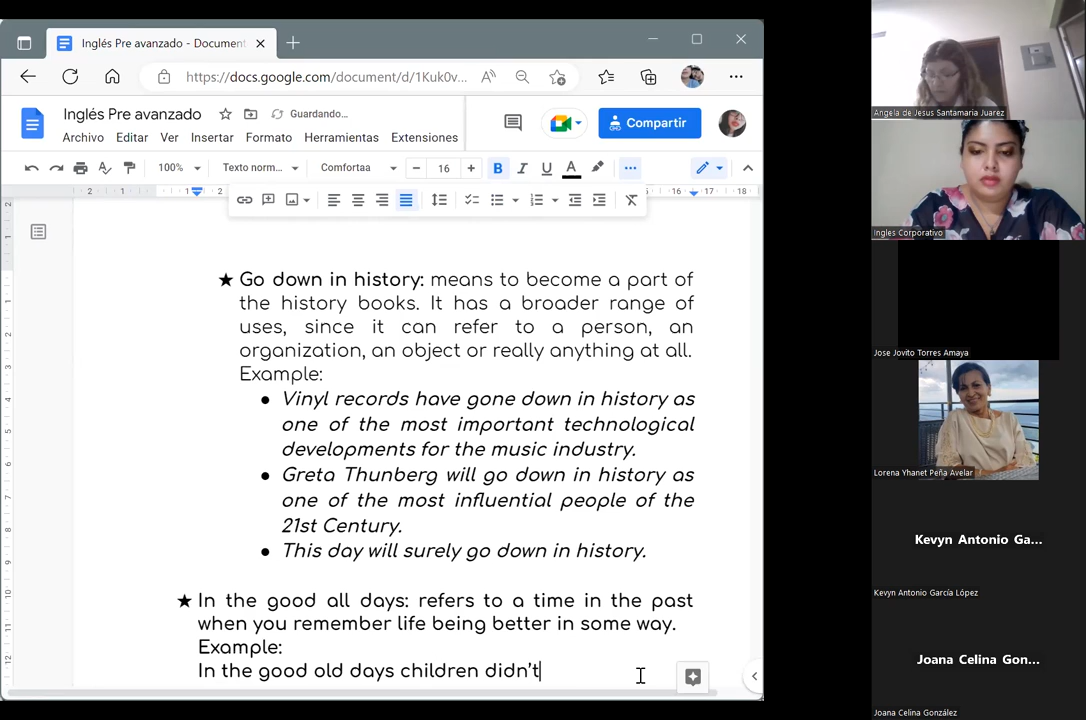 Inglés Pre avanzado - Document
https://docs.google.com/document/d/1Kuk0v...
Inglés Pre avanzado
Guardando...
Compartir
Archivo Editar Ver Insertar Formato Herramientas Extensiones
100% Texto norm... Comfortaa 16 B I U A
2 1 1 2 15 16 17 18
★ Go down in history: means to become a part of
the history books. It has a broader range of
uses, since it can refer to a person, an
organization, an object or really anything at all.
Example:
● Vinyl records have gone down in history as
one of the most important technological
developments for the music industry.
● Greta Thunberg will go down in history as
one of the most influential people of the
21st Century.
● This day will surely go down in history.
★ In the good all days: refers to a time in the past
when you remember life being better in some way.
Example:
In the good old days children didn't
Angela de Jesus Santamaria Juarez
Ingles Corporativo
Jose Jovito Torres Amaya
Lorena Yhanet Peña Avelar
Kevyn Antonio Ga...
Kevyn Antonio García López
Joana Celina Gon...
Joana Celina González